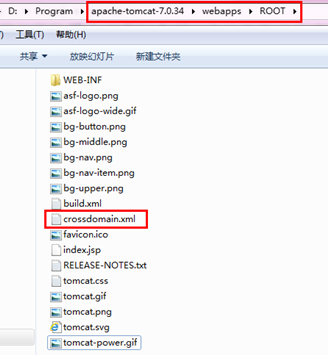 D: ▸ Program ▸ apache-tomcat-7.0.34 ▸ webapps ▸ ROOT ▸
工具(T) 帮助(H)
共享 ▼ 放映幻灯片 新建文件夹
WEB-INF
asf-logo.png
asf-logo-wide.gif
bg-button.png
bg-middle.png
bg-nav.png
bg-nav-item.png
bg-upper.png
build.xml
crossdomain.xml
favicon.ico
index.jsp
RELEASE-NOTES.txt
tomcat.css
tomcat.gif
tomcat.png
tomcat.svg
tomcat-power.gif